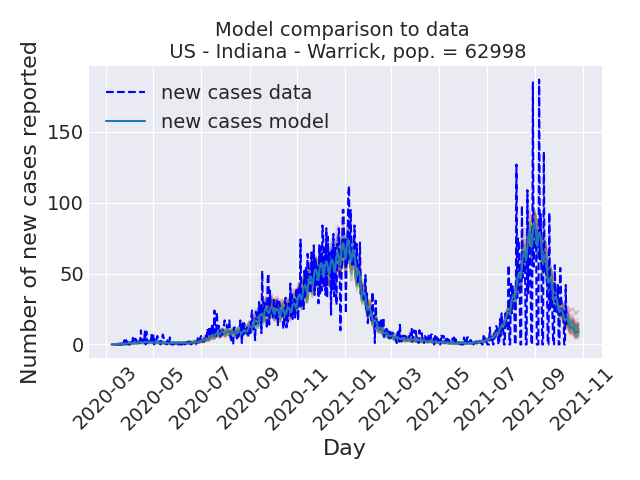 Model comparison to data
US - Indiana - Warrick, pop. = 62998
new cases data
new cases model
Number of new cases reported
150
100
50
0
2020-03
2020-05
2020-07
2020-09
2020-11
2021-01
2021-03
2021-05
2021-07
2021-09
2021-11
Day